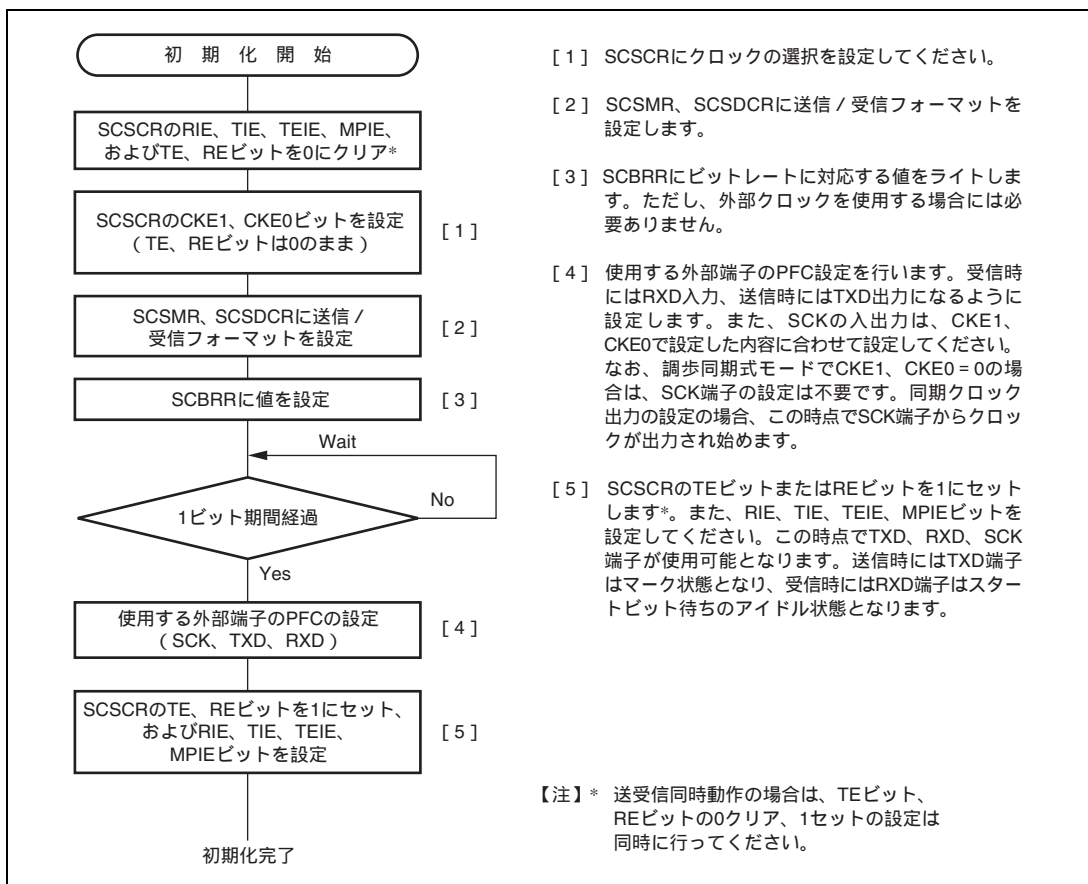 初 期 化 開 始
SCSCRのRIE、TIE、TEIE、MPIE、
およびTE、REビットを0にクリア*
SCSCRのCKE1、CKE0ビットを設定
（TE、REビットは0のまま）
[1]
SCSMR、SCSDCRに送信 /
受信フォーマットを設定
[2]
SCBRRに値を設定
[3]
Wait
1ビット期間経過
No
Yes
使用する外部端子のPFCの設定
（SCK、TXD、RXD）
[4]
SCSCRのTE、REビットを1にセット、
およびRIE、TIE、TEIE、
MPIEビットを設定
[5]
初期化完了
[1] SCSCRにクロックの選択を設定してください。
[2] SCSMR、SCSDCRに送信 / 受信フォーマットを
設定します。
[3] SCBRRにビットレートに対応する値をライトしま
す。ただし、外部クロックを使用する場合には必
要ありません。
[4] 使用する外部端子のPFC設定を行います。受信時
にはRXD入力、送信時にはTXD出力になるように
設定します。また、SCKの入出力は、CKE1、
CKE0で設定した内容に合わせて設定してください。
なお、調歩同期式モードでCKE1、CKE0 = 0の場
合は、SCK端子の設定は不要です。同期クロック
出力の設定の場合、この時点でSCK端子からクロッ
クが出力され始めます。
[5] SCSCRのTEビットまたはREビットを1にセット
します*。また、RIE、TIE、TEIE、MPIEビットを
設定してください。この時点でTXD、RXD、SCK
端子が使用可能となります。送信時にはTXD端子
はマーク状態となり、受信時にはRXD端子はスター
トビット待ちのアイドル状態となります。
【注】* 送受信同時動作の場合は、TEビット、
REビットの0クリア、1セットの設定は
同時に行ってください。